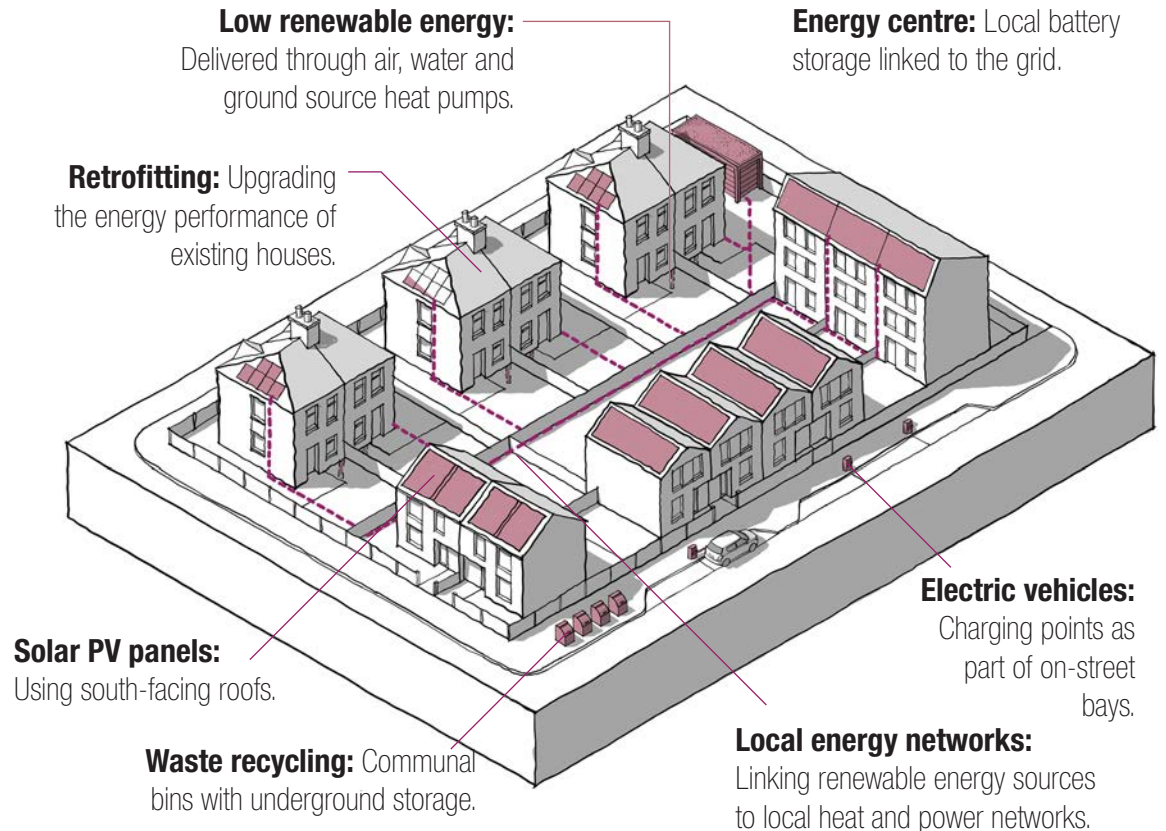 Low renewable energy:
Delivered through air, water and
ground source heat pumps.
Energy centre: Local battery
storage linked to the grid.
Retrofitting: Upgrading
the energy performance of
existing houses.
Solar PV panels:
Using south-facing roofs.
Waste recycling: Communal
bins with underground storage.
Electric vehicles:
Charging points as
part of on-street
bays.
Local energy networks:
Linking renewable energy sources
to local heat and power networks.